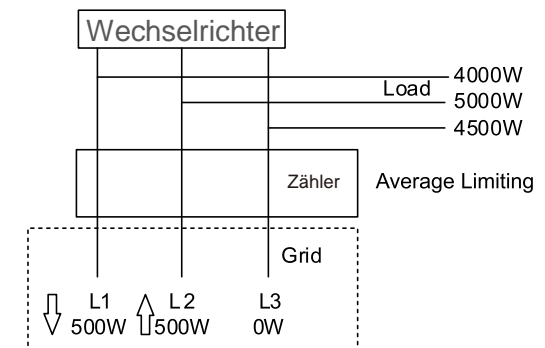 Wechselrichter
4000W
Load
5000W
4500W
Zähler
Average Limiting
Grid
L1 L2 L3
500W 500W 0W